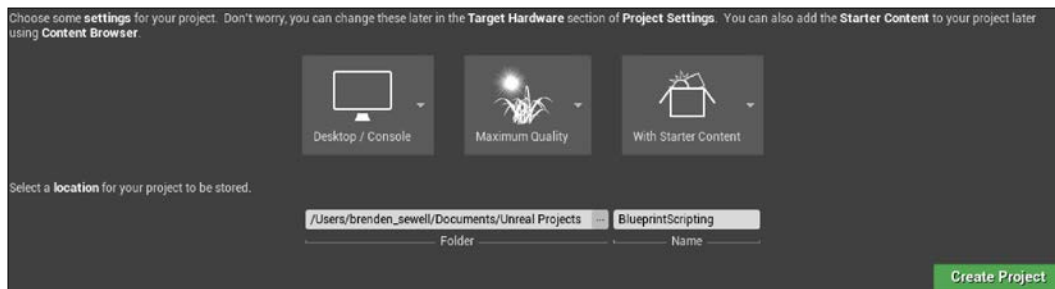 Choose some settings for your project. Don't worry, you can change these later in the Target Hardware section of Project Settings. You can also add the Starter Content to your project later
using Content Browser.
Desktop / Console
Maximum Quality
With Starter Content
Select a location for your project to be stored.
/Users/brenden_sewell/Documents/Unreal Projects ... BlueprintScripting
Folder Name
Create Project